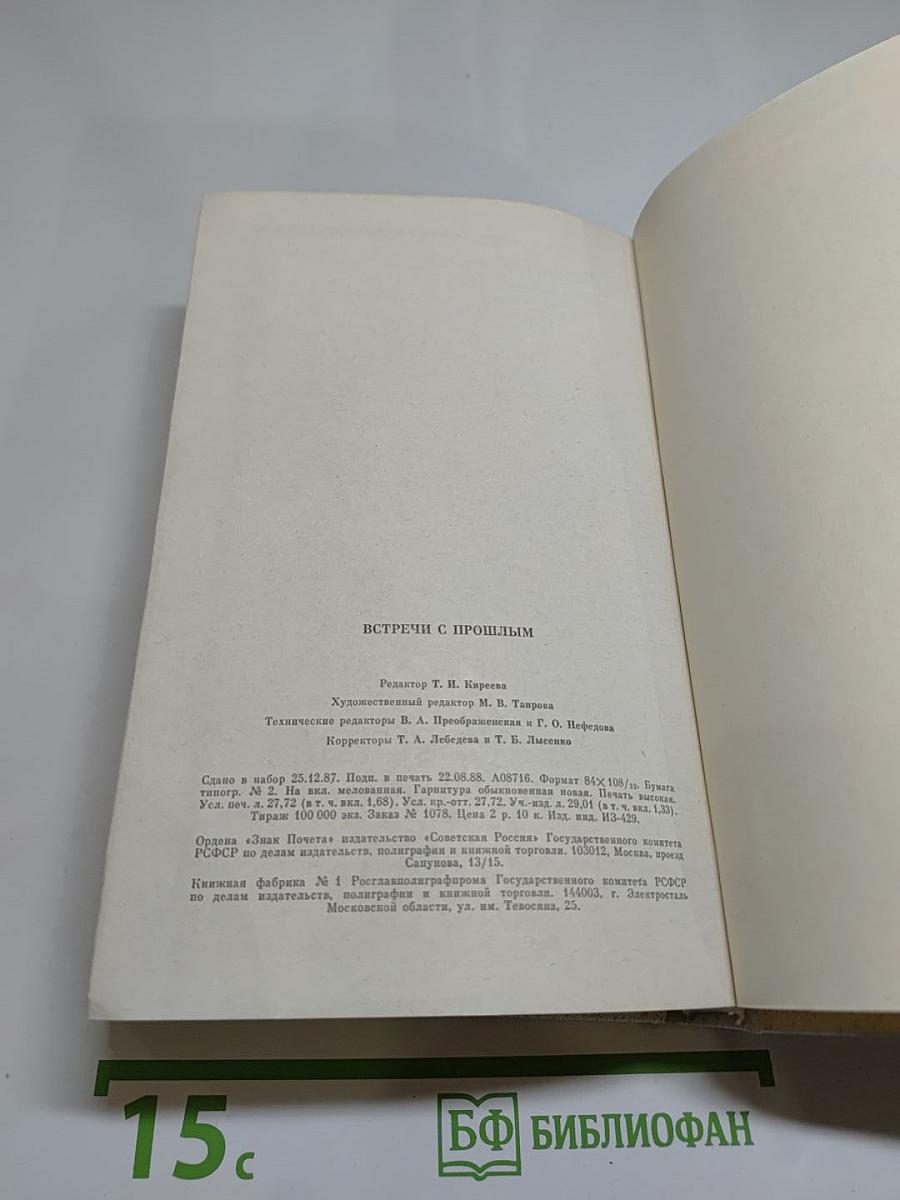 ВСТРЕЧИ С ПРОШЛЫМ
Редактор Т. И. Киреева
Художественный редактор М. В. Таирова
Технические редакторы В. А. Преображенская и Г. О. Нефедова
Корректоры Т. А. Лебедева и Т. Б. Лысенко
Сдано в набор 25.12.87. Подп. в печать 22.08.88. А08716. Формат 84×108/32. Бумага
типогр. № 2. На вкл. мелованная. Гарнитура обыкновенная новая. Печать высокая.
Усл. печ. л. 27,72 (в т. ч. вкл. 1,68). Усл. кр.-отт. 27,72. Уч.-изд. л. 29,01 (в т. ч. вкл. 1,33).
Тираж 100 000 экз. Заказ № 1078. Цена 2 р. 10 к. Изд. инд. ИЗ-429.
Ордена «Знак Почета» издательство «Советская Россия» Государственного комитета
РСФСР по делам издательств, полиграфии и книжной торговли. 103012, Москва, проезд
Сапунова, 13/15.
Книжная фабрика № 1 Росглавполиграфпрома Государственного комитета РСФСР
по делам издательств, полиграфии и книжной торговли. 144003, г. Электросталь
Московской области, ул. им. Тевосяна, 25.
15 с
БФ БИБЛИОФАН